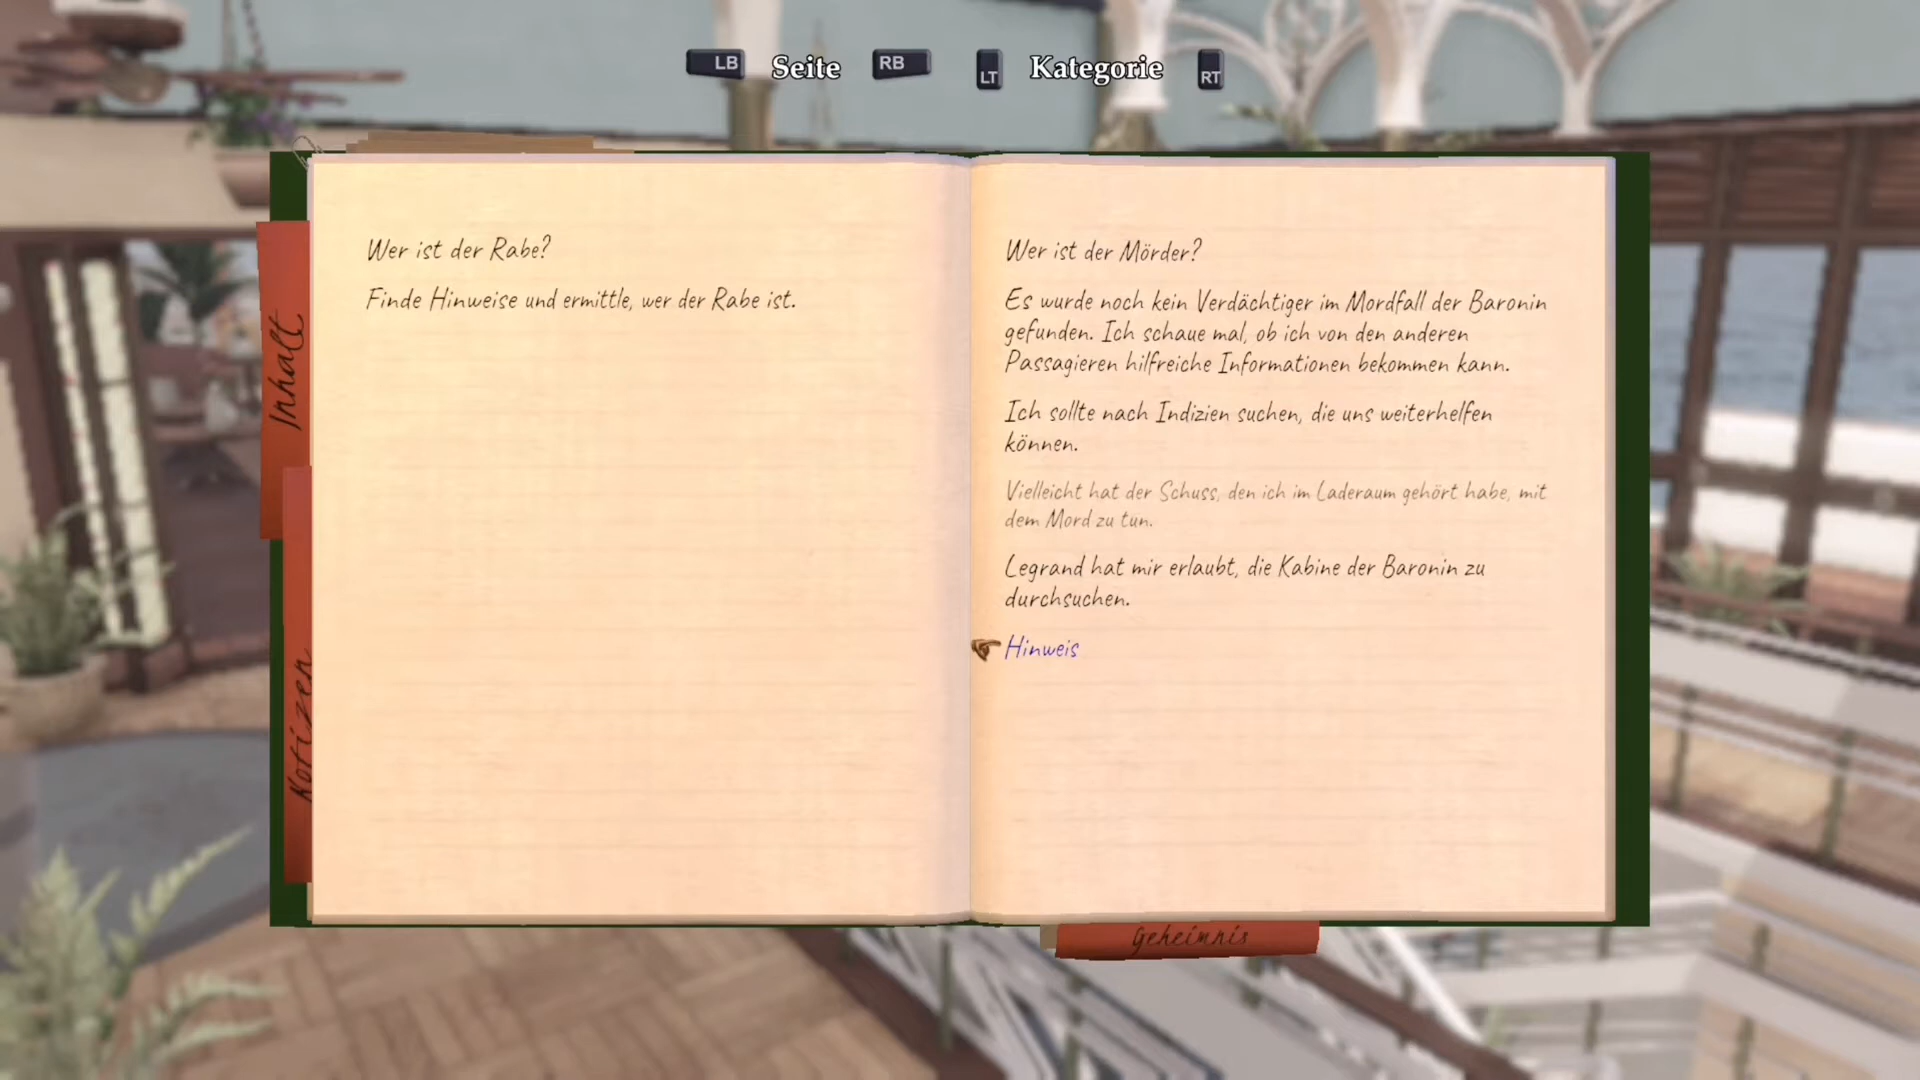 LB Seite RB LT Kategorie RT
Inhalt
Notizen
Wer ist der Rabe?
Finde Hinweise und ermittle, wer der Rabe ist.
Wer ist der Mörder?
Es wurde noch kein Verdächtiger im Mordfall der Baronin
gefunden. Ich schaue mal, ob ich von den anderen
Passagieren hilfreiche Informationen bekommen kann.
Ich sollte nach Indizien suchen, die uns weiterhelfen
können.
Vielleicht hat der Schuss, den ich im Laderaum gehört habe, mit
dem Mord zu tun.
Legrand hat mir erlaubt, die Kabine der Baronin zu
durchsuchen.
Hinweis
Geheimnis